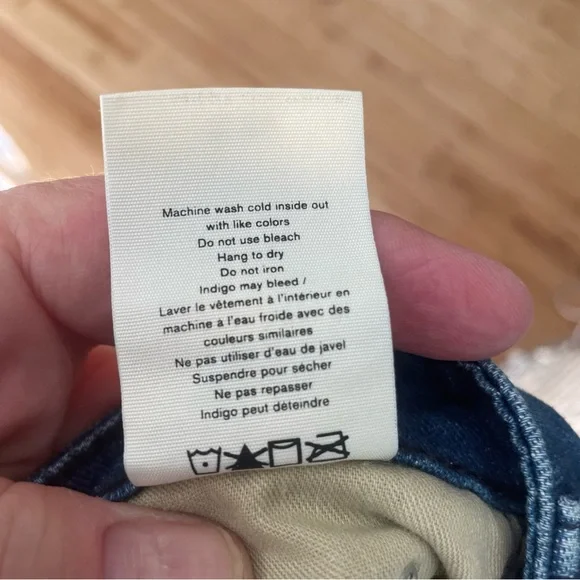 Machine wash cold inside out
with like colors
Do not use bleach
Hang to dry
Do not iron
Indigo may bleed /
Laver le vêtement à l'intérieur en
machine à l'eau froide avec des
couleurs similaires
Ne pas utiliser d'eau de javel
Suspendre pour sécher
Ne pas repasser
Indigo peut déteindre